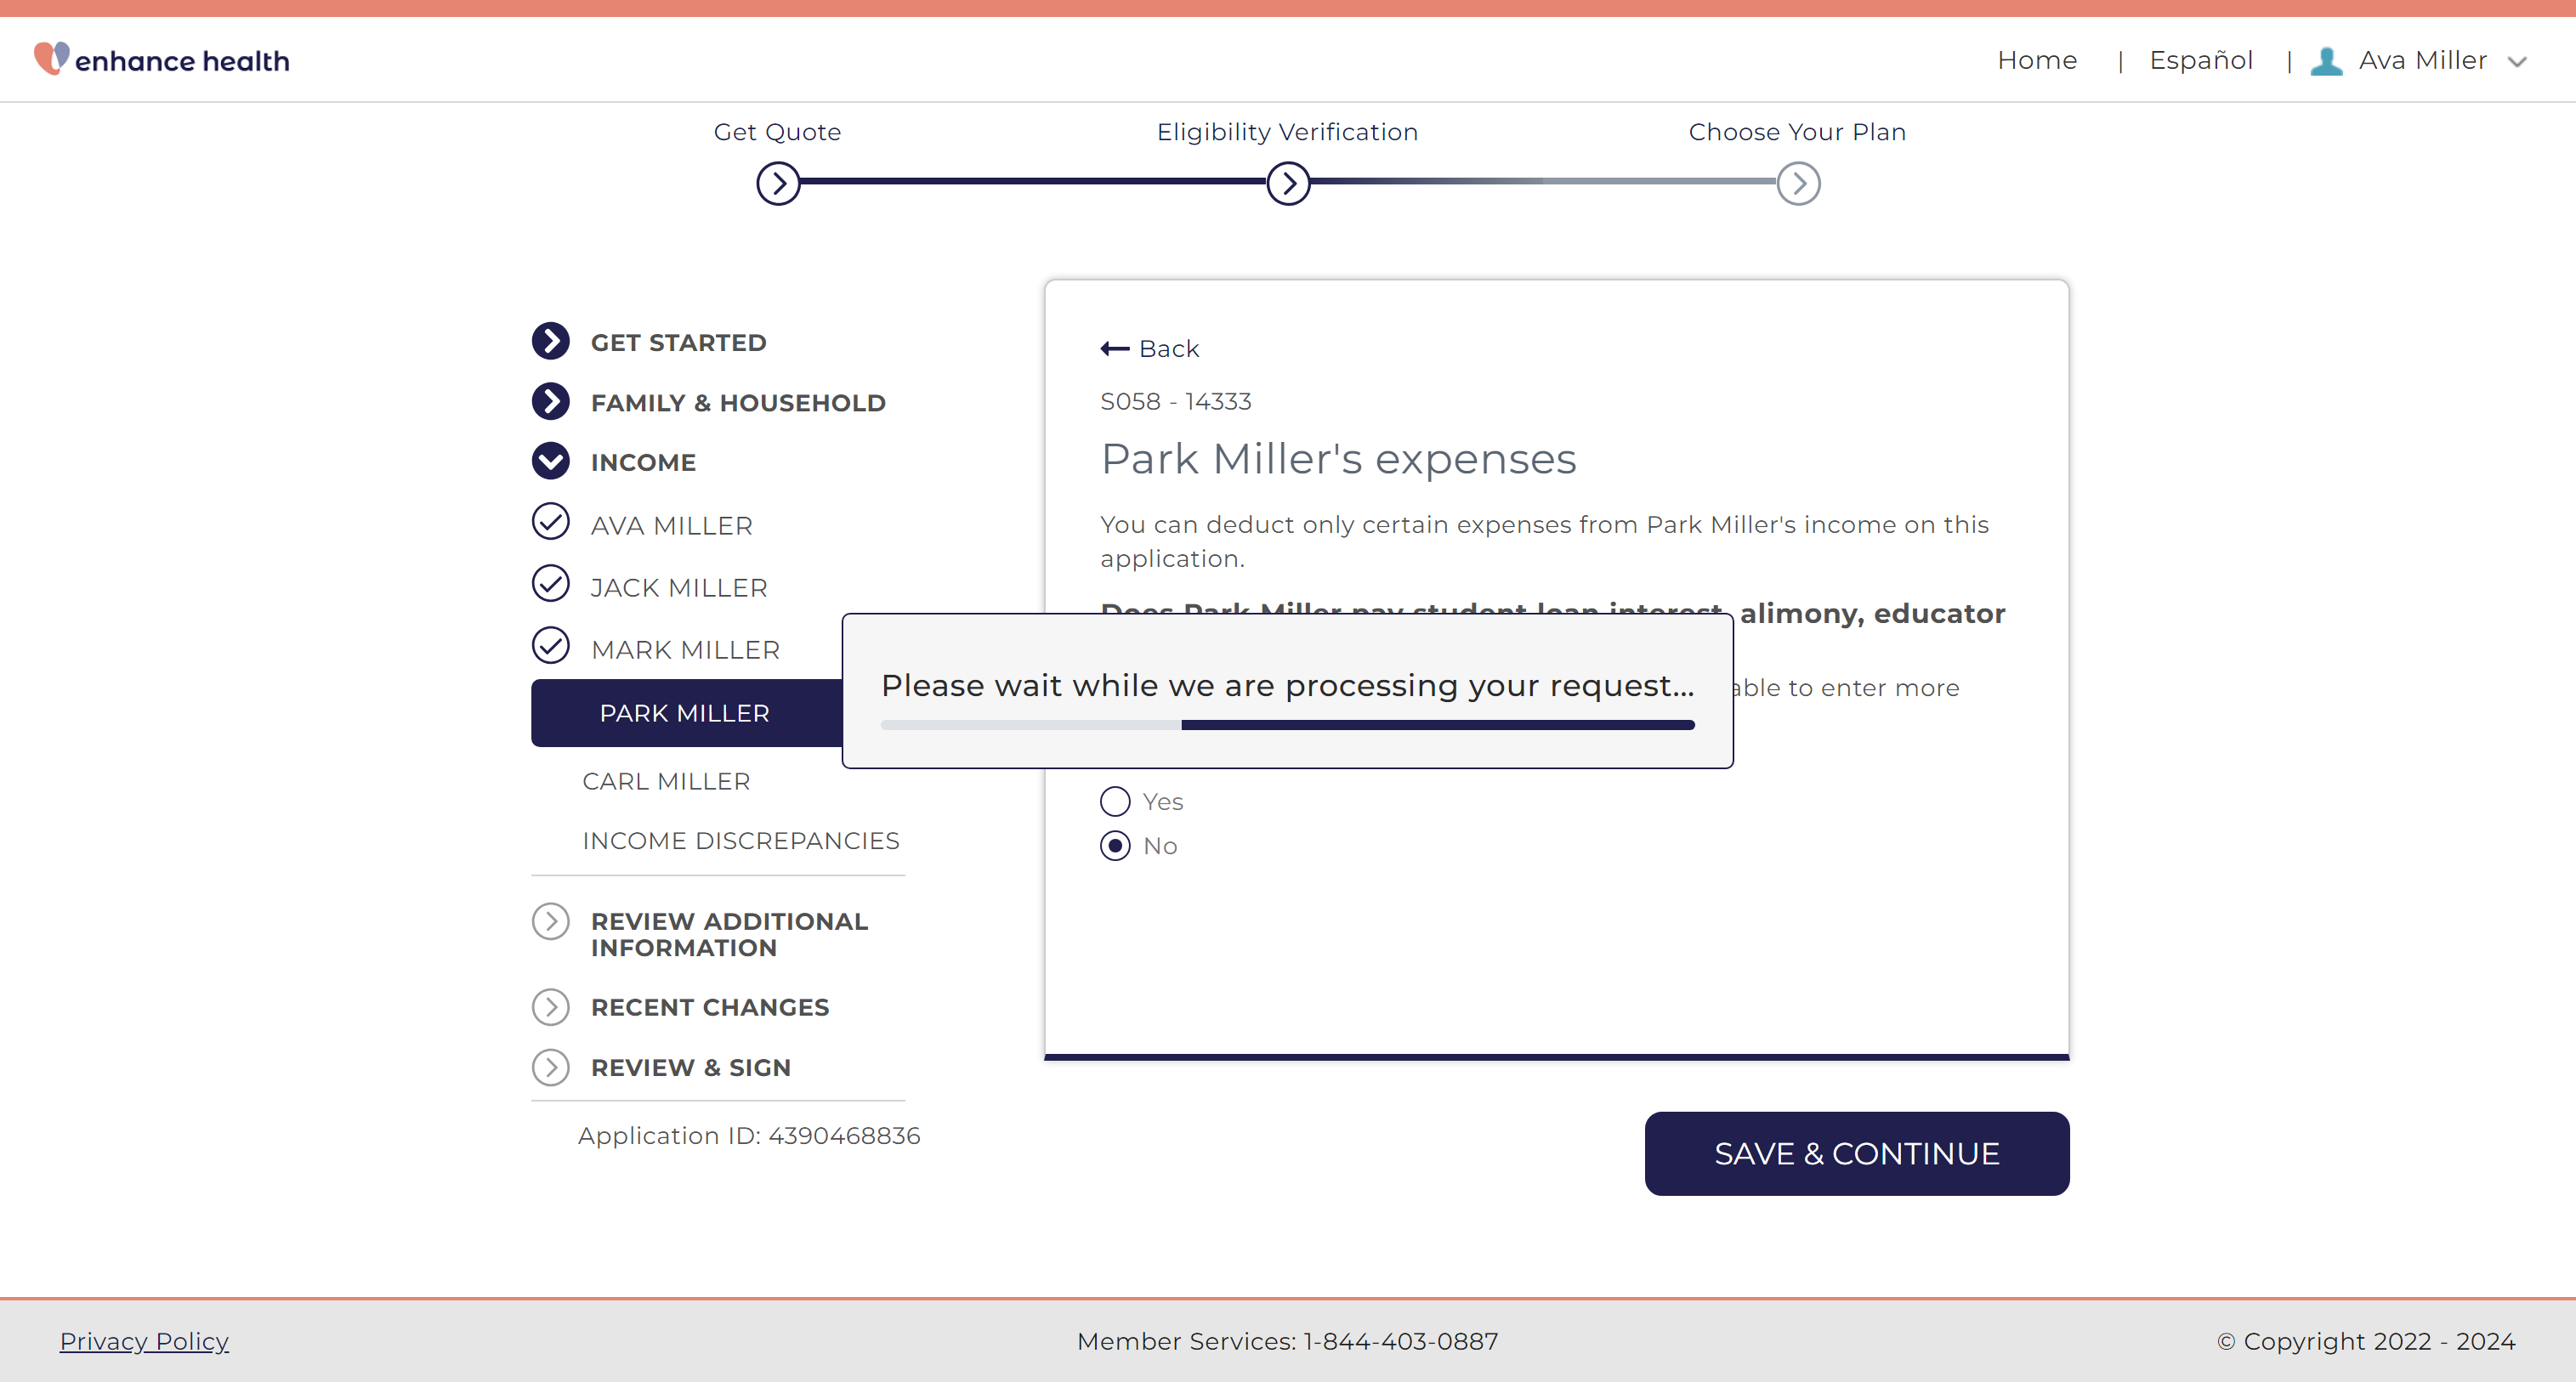 enhance health
Home | Español | Ava Miller
Get Quote
Eligibility Verification
Choose Your Plan
GET STARTED
FAMILY & HOUSEHOLD
INCOME
AVA MILLER
JACK MILLER
MARK MILLER
PARK MILLER
CARL MILLER
INCOME DISCREPANCIES
REVIEW ADDITIONAL
INFORMATION
RECENT CHANGES
REVIEW & SIGN
Application ID: 4390468836
Back
S058 - 14333
Park Miller's expenses
You can deduct only certain expenses from Park Miller's income on this
application.
Does Park Miller pay student loan interest, alimony, educator
able to enter more
Please wait while we are processing your request...
Yes
No
SAVE & CONTINUE
Privacy Policy
Member Services: 1-844-403-0887
© Copyright 2022 - 2024